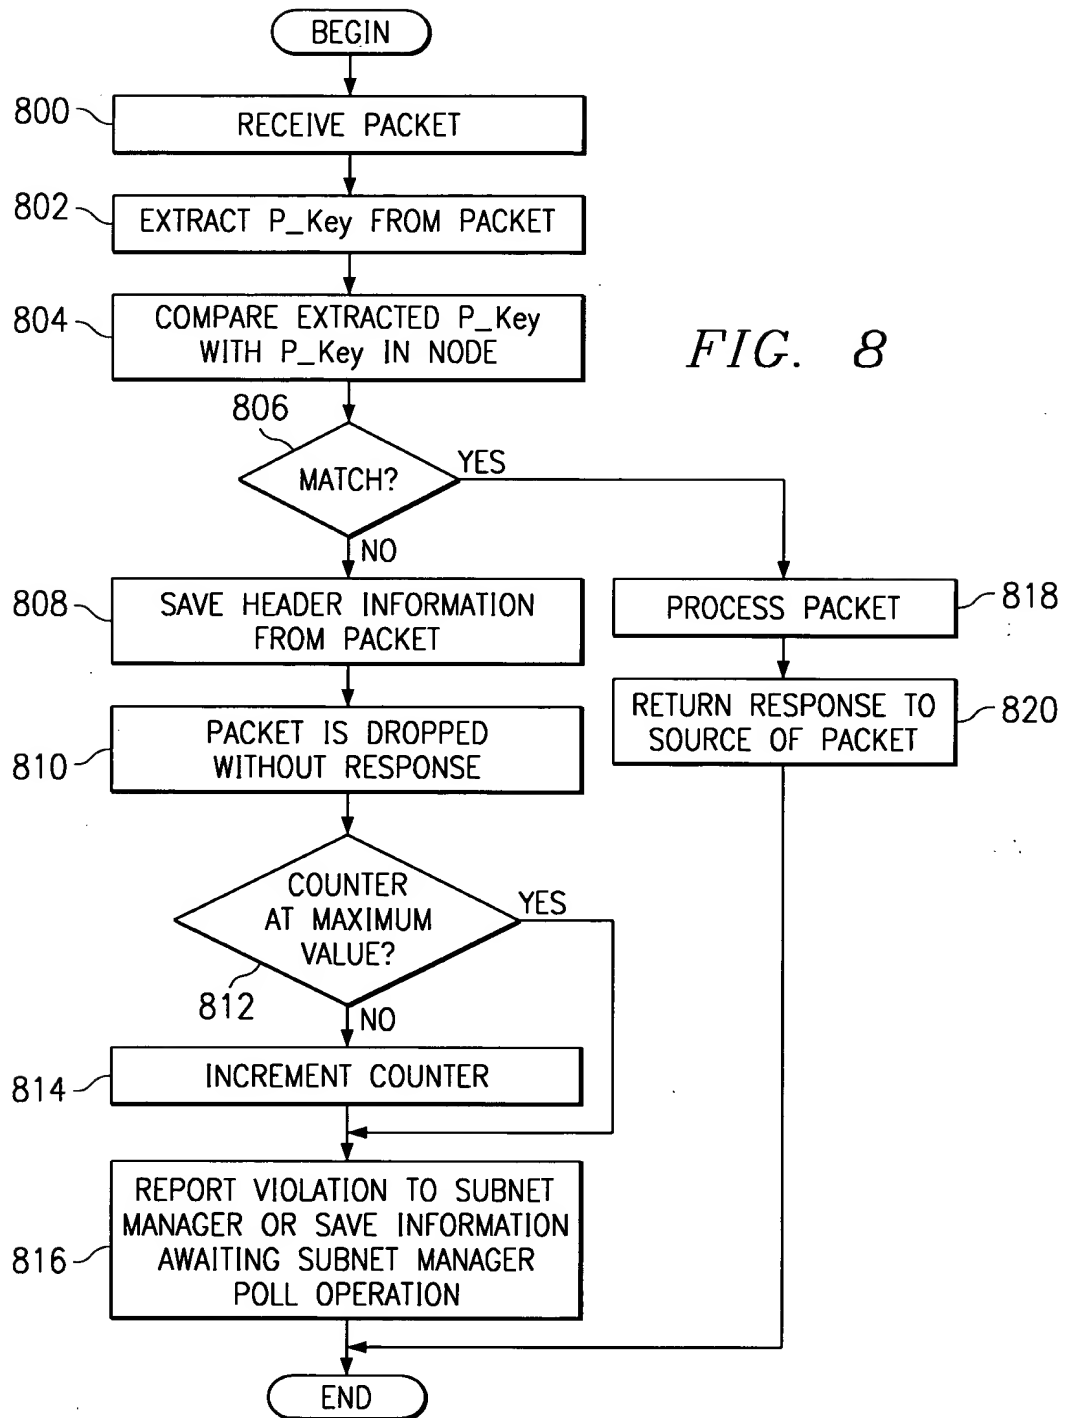 BEGIN
800
RECEIVE PACKET
802
EXTRACT P_Key FROM PACKET
804
COMPARE EXTRACTED P_Key
WITH P_Key IN NODE
FIG. 8
806
MATCH?
YES
NO
808
SAVE HEADER INFORMATION
FROM PACKET
PROCESS PACKET
818
810
PACKET IS DROPPED
WITHOUT RESPONSE
RETURN RESPONSE TO
SOURCE OF PACKET
820
COUNTER
AT MAXIMUM
VALUE?
YES
812
NO
814
INCREMENT COUNTER
816
REPORT VIOLATION TO SUBNET
MANAGER OR SAVE INFORMATION
AWAITING SUBNET MANAGER
POLL OPERATION
END